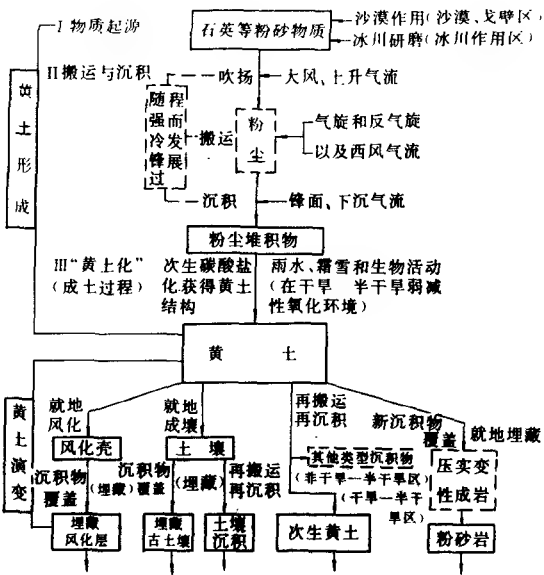 I 物质起源
石英等粉砂物质
沙漠作用(沙漠、戈壁区)
冰川研磨(冰川作用区)
II搬运与沉积
吹扬
大风、上升气流
黄土形成
随 程
强 而
冷 发
锋 展
过
搬运
粉尘
气旋和反气旋
以及西风气流
沉积
锋面、下沉气流
粉尘堆积物
III“黄土化”
(成土过程)
次生碳酸盐
化获得黄土
结构
雨水、霜雪和生物活动
(在干旱 半干旱弱减
性氧化环境)
黄 土
黄土演变
就地
风化
就地
成壤
再搬运
再沉积
新沉积物
覆盖
就地埋藏
风化壳
土 壤
其他类型沉积物
(非干旱—半干旱区)
(干旱—半干
旱区)
压实变
性成岩
沉积物
覆盖
沉积物
(埋藏)覆盖
(埋藏)
再搬运
再沉积
埋藏
风化层
埋藏
古土壤
土壤
沉积
次生黄土
粉砂岩